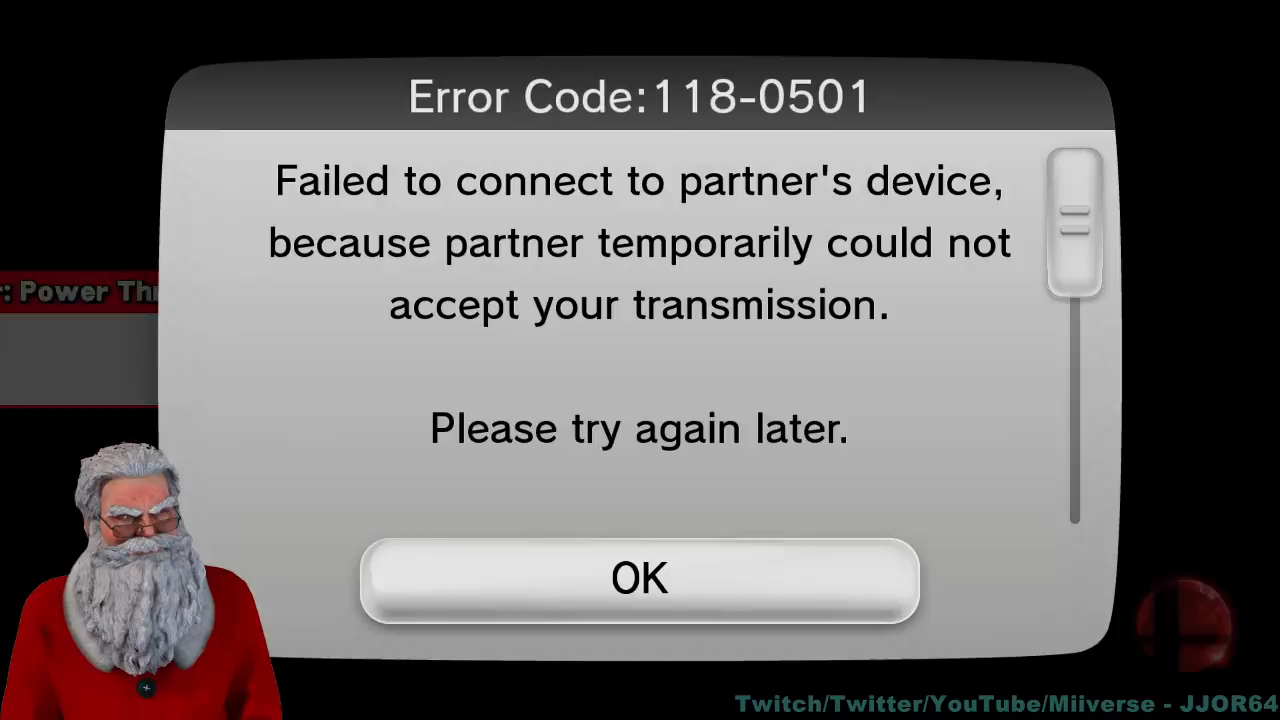 Error Code:118-0501
Failed to connect to partner's device,
because partner temporarily could not
accept your transmission.
Please try again later.
r: Power Thr
OK
Twitch/Twitter/YouTube/Miiverse - JJOR64